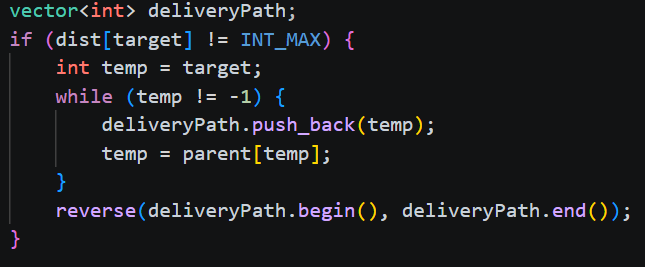 vector<int> deliveryPath;
if (dist[target] != INT_MAX) {
    int temp = target;
    while (temp != -1) {
        deliveryPath.push_back(temp);
        temp = parent[temp];
    }
    reverse(deliveryPath.begin(), deliveryPath.end());
}